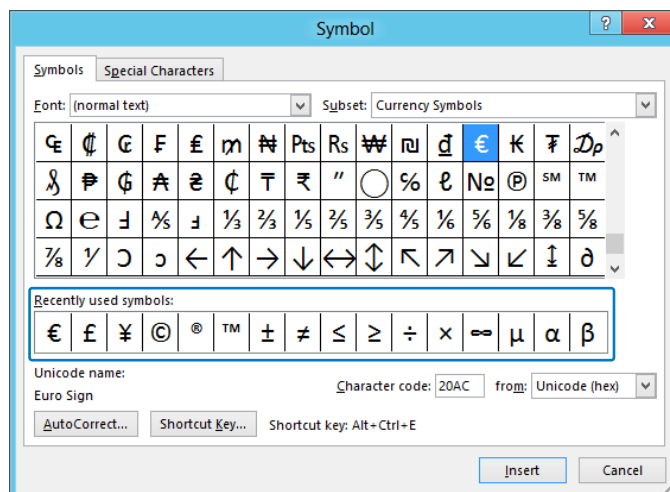 Symbol
? X
Symbols Special Characters
Font: (normal text) Subset: Currency Symbols
₠ ₡ ₢ ₣ ₤ ₥ ₦ ₧ ₨ ₩ ₪ ₫ € ₭ ₮ ₯
₰ ₱ ₲ ₳ ₴ ₵ ₸ ₹ ʺ ⃝ ℅ ℓ № ℗ ℠ ™
Ω ℮ Ⅎ ⅍ ⅎ ⅓ ⅔ ⅕ ⅖ ⅗ ⅘ ⅙ ⅚ ⅛ ⅜ ⅝
⅞ ⅟ Ↄ ↄ ← ↑ → ↓ ↔ ↕ ↖ ↗ ↘ ↙ ↨ ∂
Recently used symbols:
€ £ ¥ © ® ™ ± ≠ ≤ ≥ ÷ × ∞ µ α β
Unicode name:
Euro Sign
Character code: 20AC from: Unicode (hex)
AutoCorrect... Shortcut Key... Shortcut key: Alt+Ctrl+E
Insert Cancel